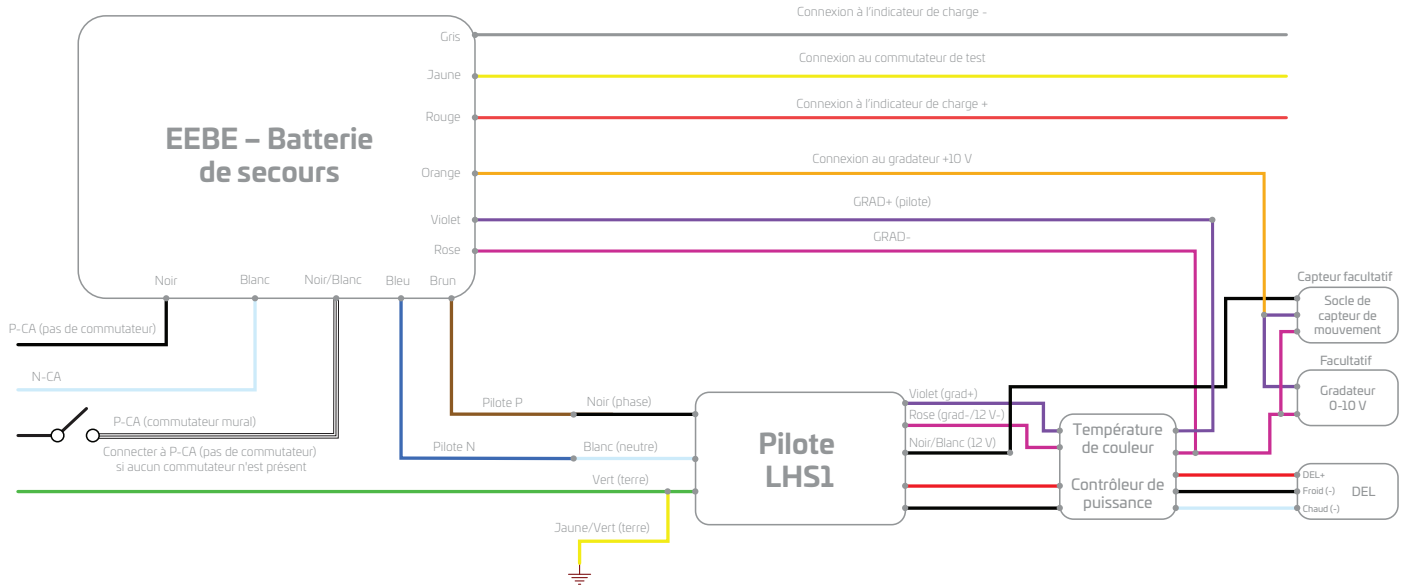 Connexion à l'indicateur de charge -
Gris
Connexion au commutateur de test
Jaune
Connexion à l'indicateur de charge +
Rouge
EEBE – Batterie
de secours
Connexion au gradateur +10 V
Orange
GRAD+ (pilote)
Violet
GRAD-
Rose
Noir
Blanc
Noir/Blanc
Bleu
Brun
P-CA (pas de commutateur)
N-CA
P-CA (commutateur mural)
Connecter à P-CA (pas de commutateur)
si aucun commutateur n'est présent
Pilote P
Noir (phase)
Pilote N
Blanc (neutre)
Vert (terre)
Jaune/Vert (terre)
Pilote
LHS1
Violet (grad+)
Rose (grad-/12 V-)
Noir/Blanc (12 V)
Température
de couleur
Contrôleur de
puissance
Capteur facultatif
Socle de
capteur de
mouvement
Facultatif
Gradateur
0-10 V
DEL+
Froid (-)
Chaud (-)
DEL